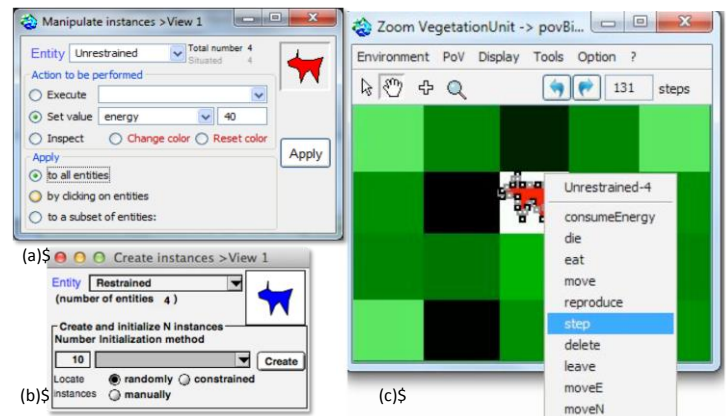 Manipulate instances >View 1
Entity Unrestrained Total number 4
Situated 4
Action to be performed
Execute
Set value energy 40
Inspect Change color Reset color
Apply
Apply
to all entities
by clicking on entities
to a subset of entities:
(a)$
Create instances >View 1
Entity Restrained
(number of entities 4 )
Create and initialize N instances
Number Initialization method
10 Create
Locate randomly constrained
instances manually
(b)$
Zoom VegetationUnit -> povBi...
Environment PoV Display Tools Option ?
131 steps
Unrestrained-4
consumeEnergy
die
eat
move
reproduce
step
delete
leave
moveE
moveN
(c)$